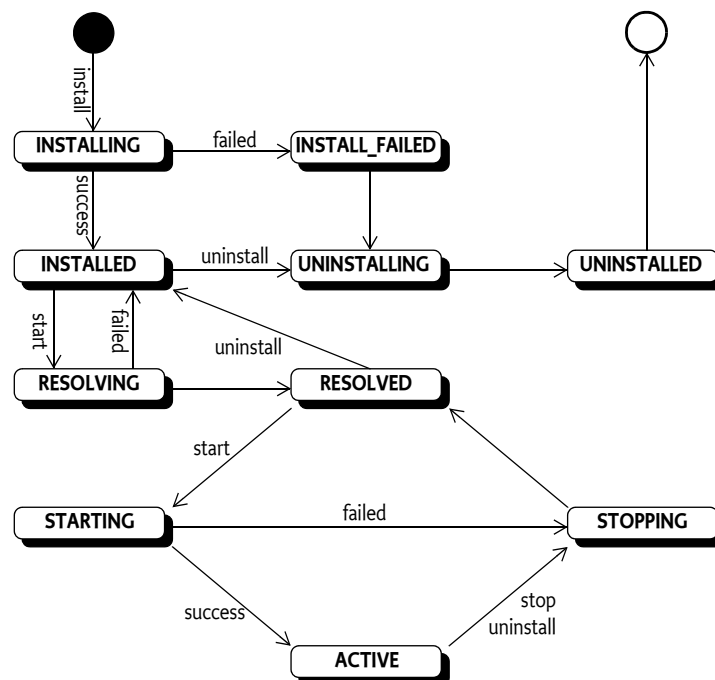 install
INSTALLING
failed
INSTALL_FAILED
success
INSTALLED
uninstall
UNINSTALLING
UNINSTALLED
start
failed
uninstall
RESOLVING
RESOLVED
start
STARTING
failed
STOPPING
success
stop
uninstall
ACTIVE